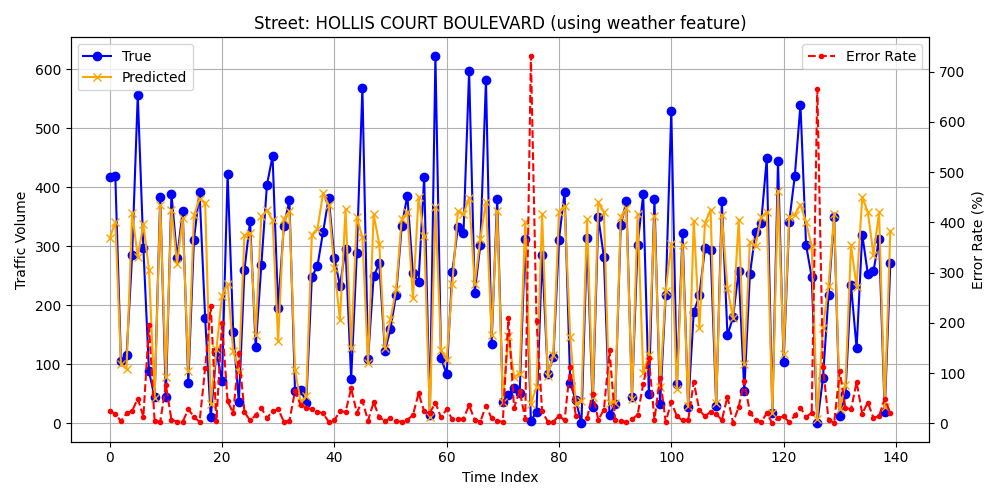 Street: HOLLIS COURT BOULEVARD (using weather feature)
True
Predicted
Error Rate
Traffic Volume
600
500
400
300
200
100
0
700
600
500
400
300
200
100
0
Error Rate (%)
0 20 40 60 80 100 120 140
Time Index